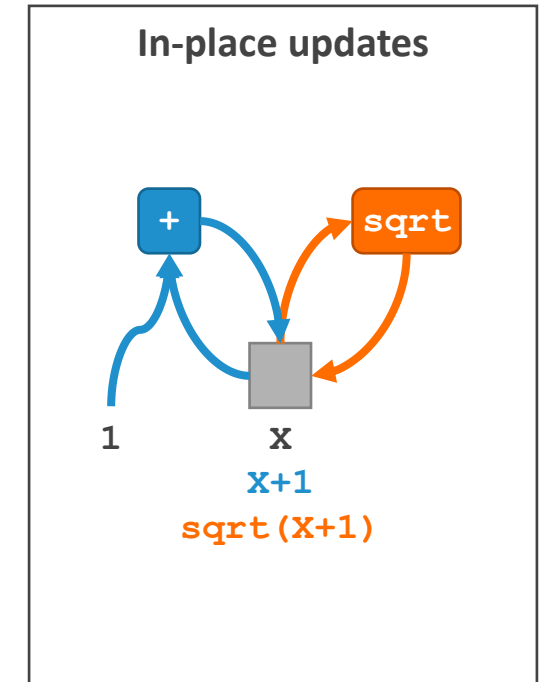 In-place updates
+
sqrt
1
X
X+1
sqrt(X+1)